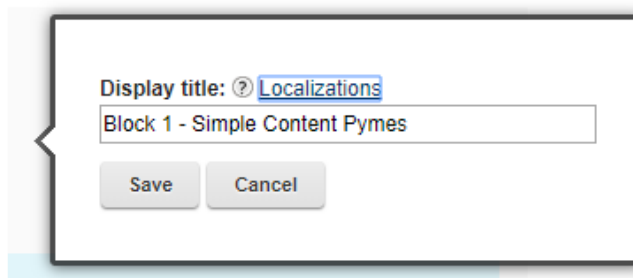 Display title: ? Localizations
Block 1 - Simple Content Pymes
Save Cancel